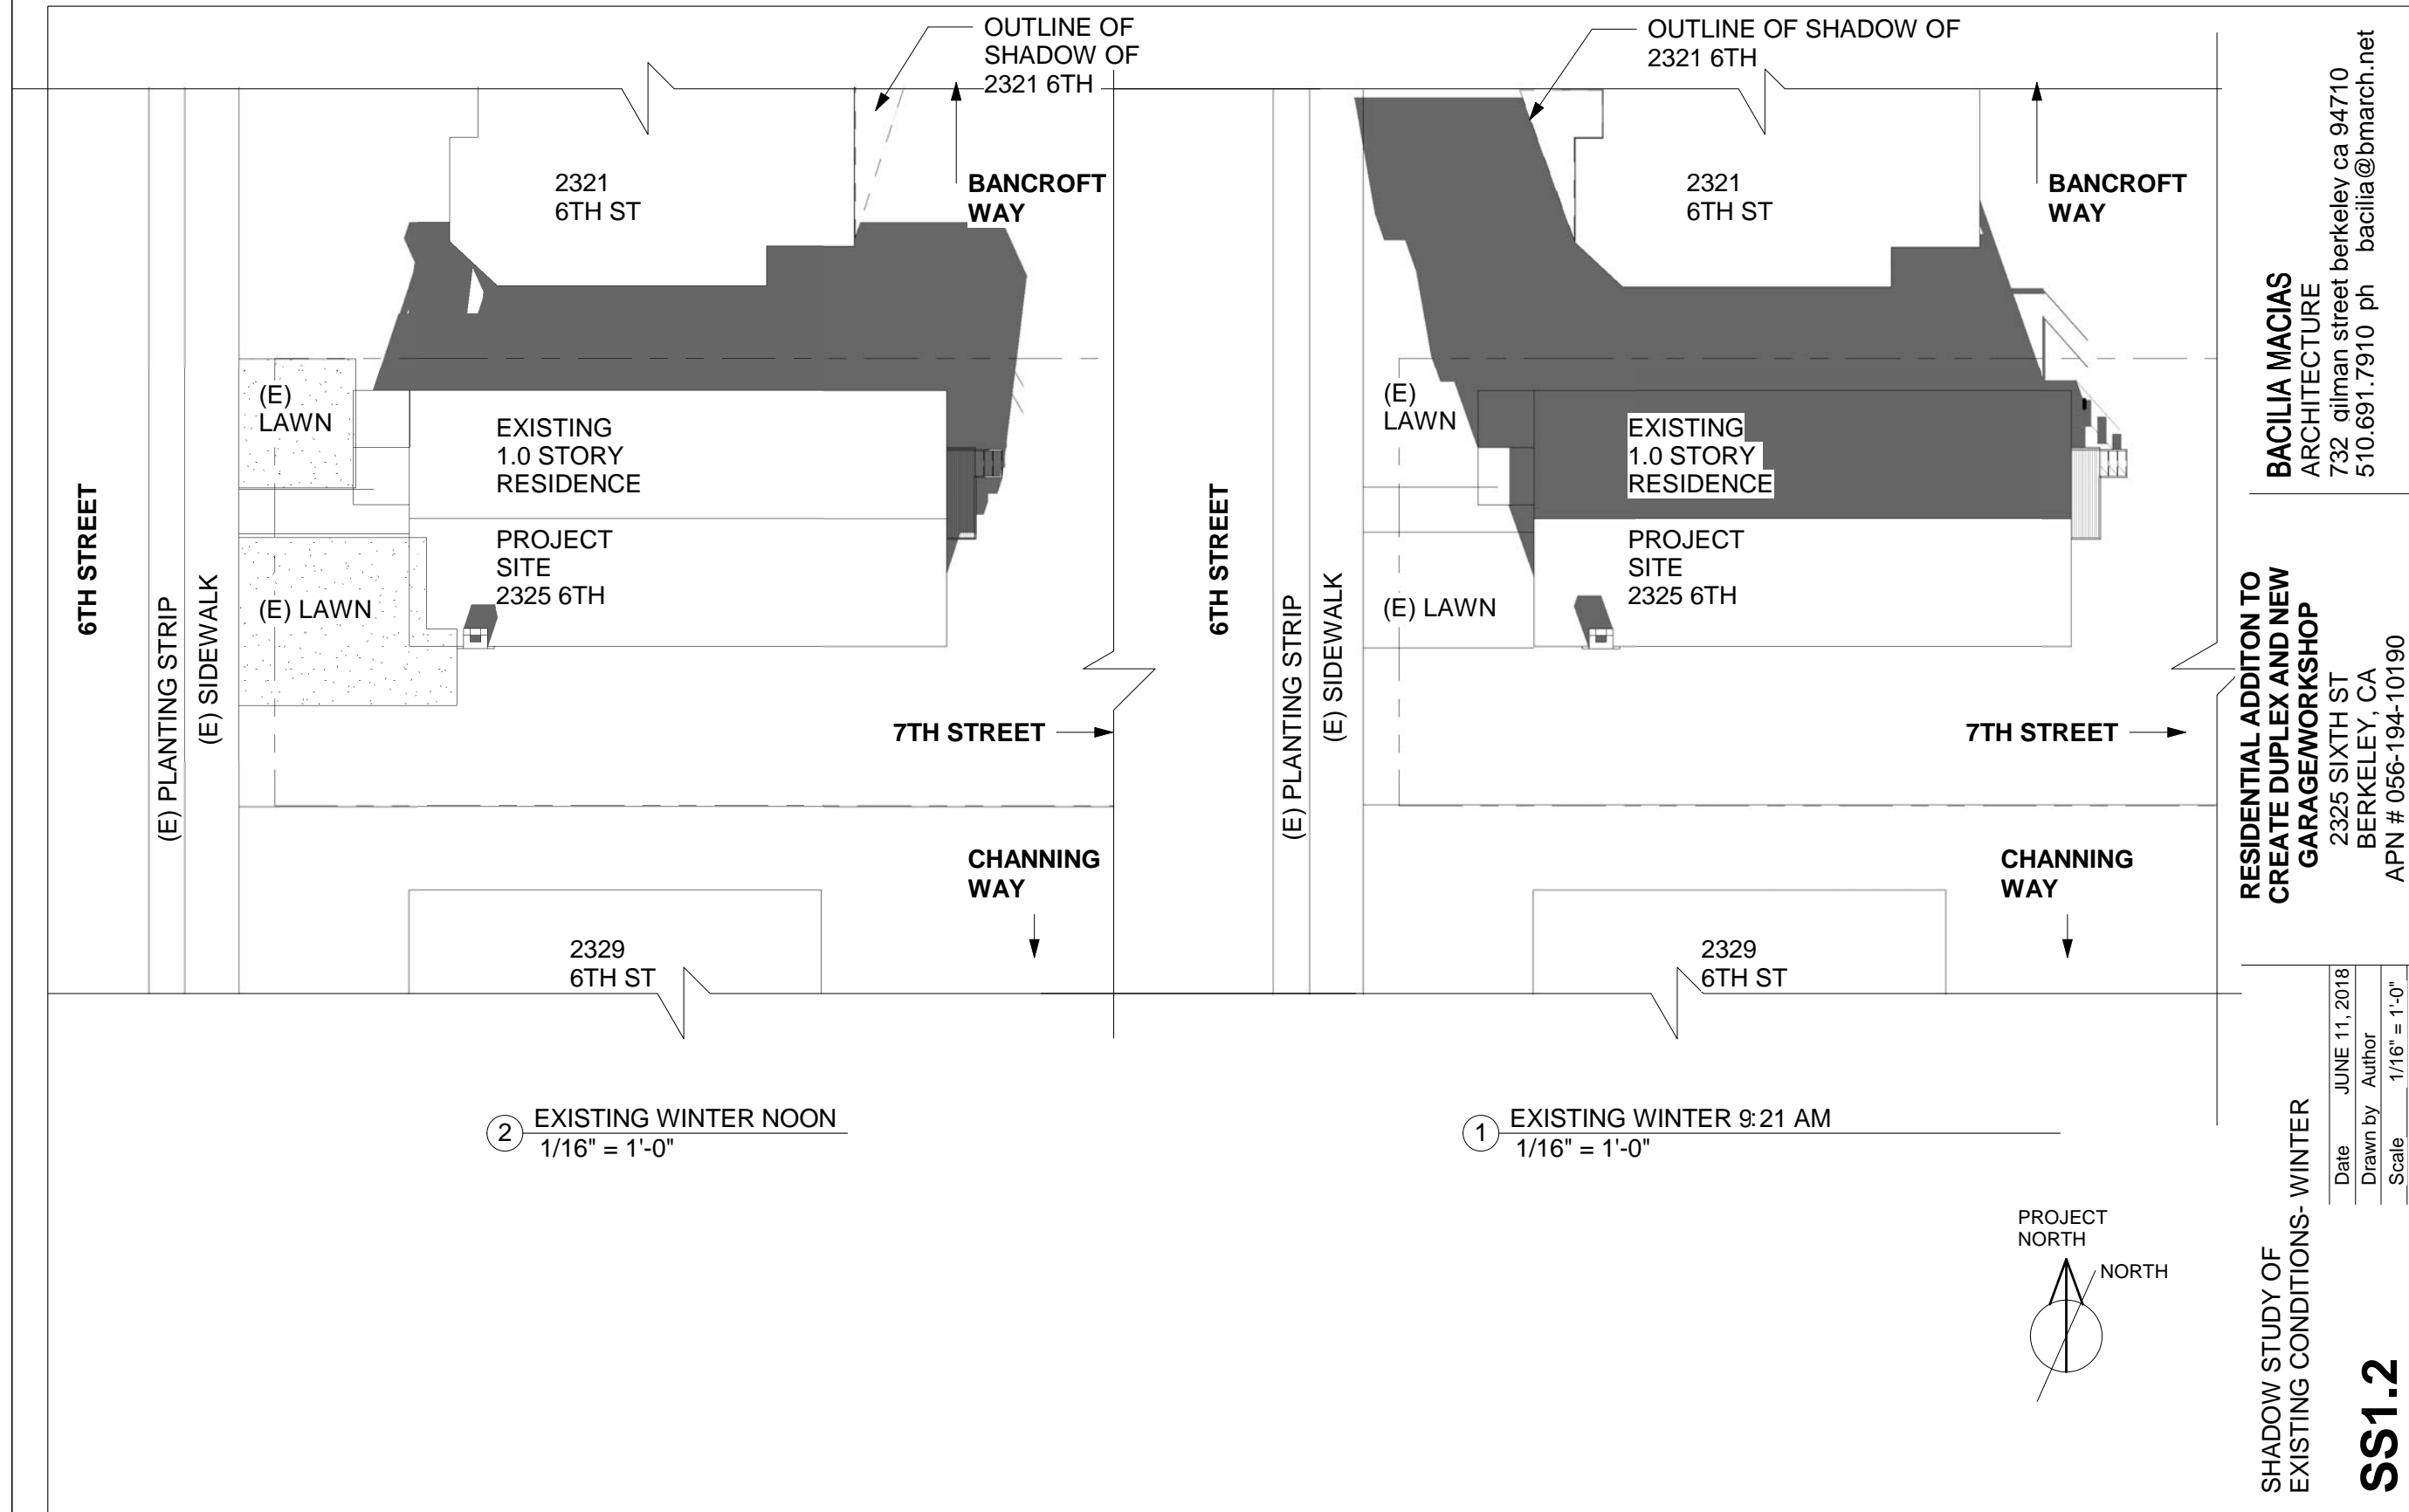 OUTLINE OF
SHADOW OF
2321 6TH
2321
6TH ST
BANCROFT
WAY
(E)
LAWN
EXISTING
1.0 STORY
RESIDENCE
PROJECT
SITE
2325 6TH
(E) LAWN
6TH STREET
(E) PLANTING STRIP
(E) SIDEWALK
7TH STREET
CHANNING
WAY
2329
6TH ST
2 EXISTING WINTER NOON
1/16" = 1'-0"
OUTLINE OF SHADOW OF
2321 6TH
2321
6TH ST
BANCROFT
WAY
(E)
LAWN
EXISTING
1.0 STORY
RESIDENCE
PROJECT
SITE
2325 6TH
(E) LAWN
6TH STREET
(E) PLANTING STRIP
(E) SIDEWALK
7TH STREET
CHANNING
WAY
2329
6TH ST
1 EXISTING WINTER 9:21 AM
1/16" = 1'-0"
PROJECT
NORTH
NORTH
BACILIA MACIAS
ARCHITECTURE
732 gilman street berkeley ca 94710
510.691.7910 ph bacilia@bmarch.net
RESIDENTIAL ADDITON TO
CREATE DUPLEX AND NEW
GARAGE/WORKSHOP
2325 SIXTH ST
BERKELEY, CA
APN # 056-194-10190
Date JUNE 11, 2018
Drawn by Author
Scale 1/16" = 1'-0"
SHADOW STUDY OF
EXISTING CONDITIONS- WINTER
SS1.2